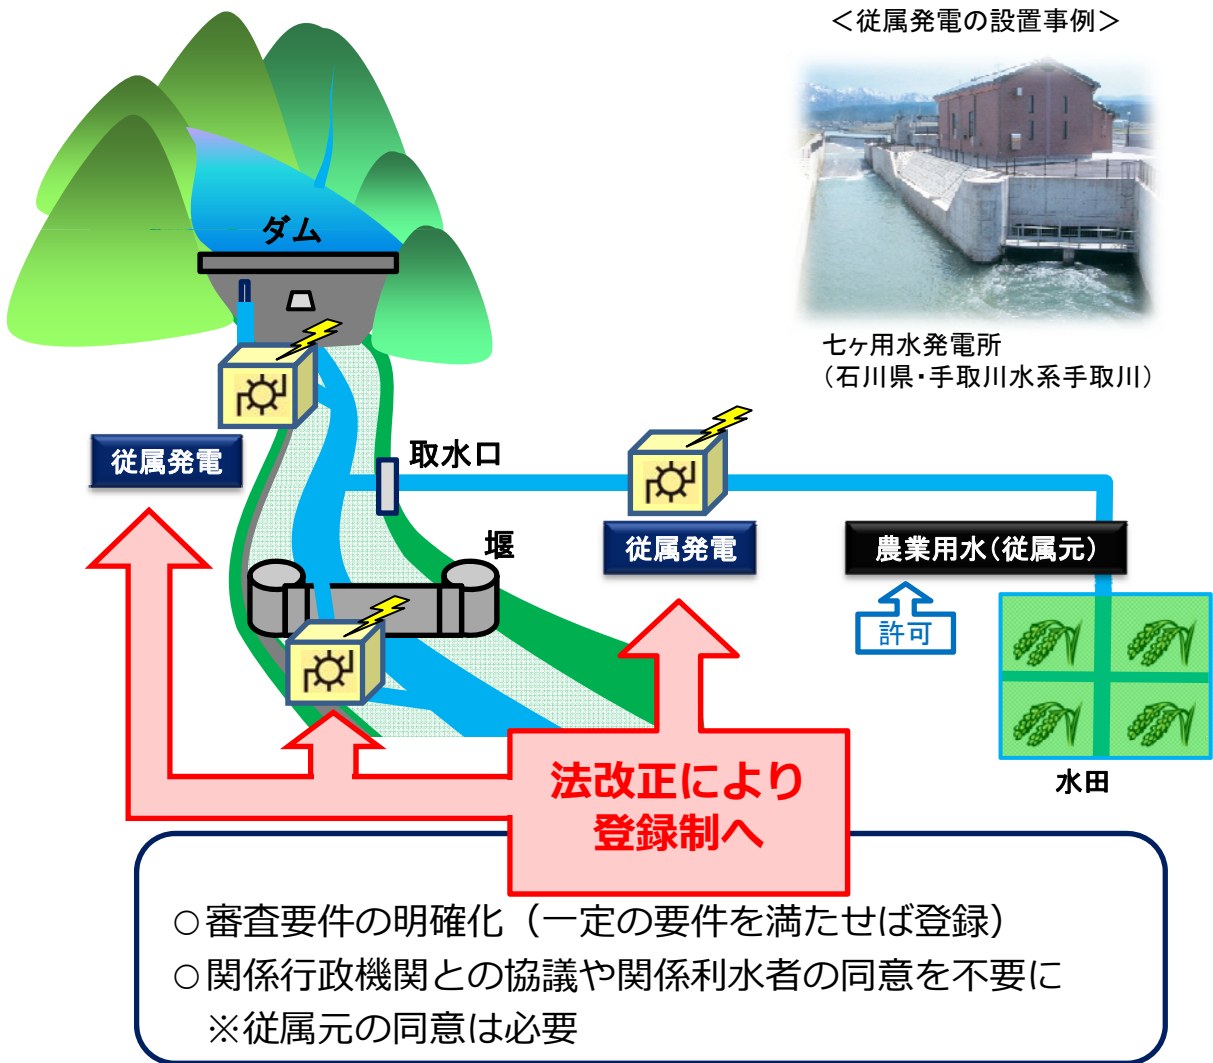 ＜従属発電の設置事例＞
ダム
七ヶ用水発電所
（石川県・手取川水系手取川）
従属発電
取水口
堰
従属発電
農業用水（従属元）
許可
水田
法改正により
登録制へ
○審査要件の明確化（一定の要件を満たせば登録）
○関係行政機関との協議や関係利水者の同意を不要に
※従属元の同意は必要